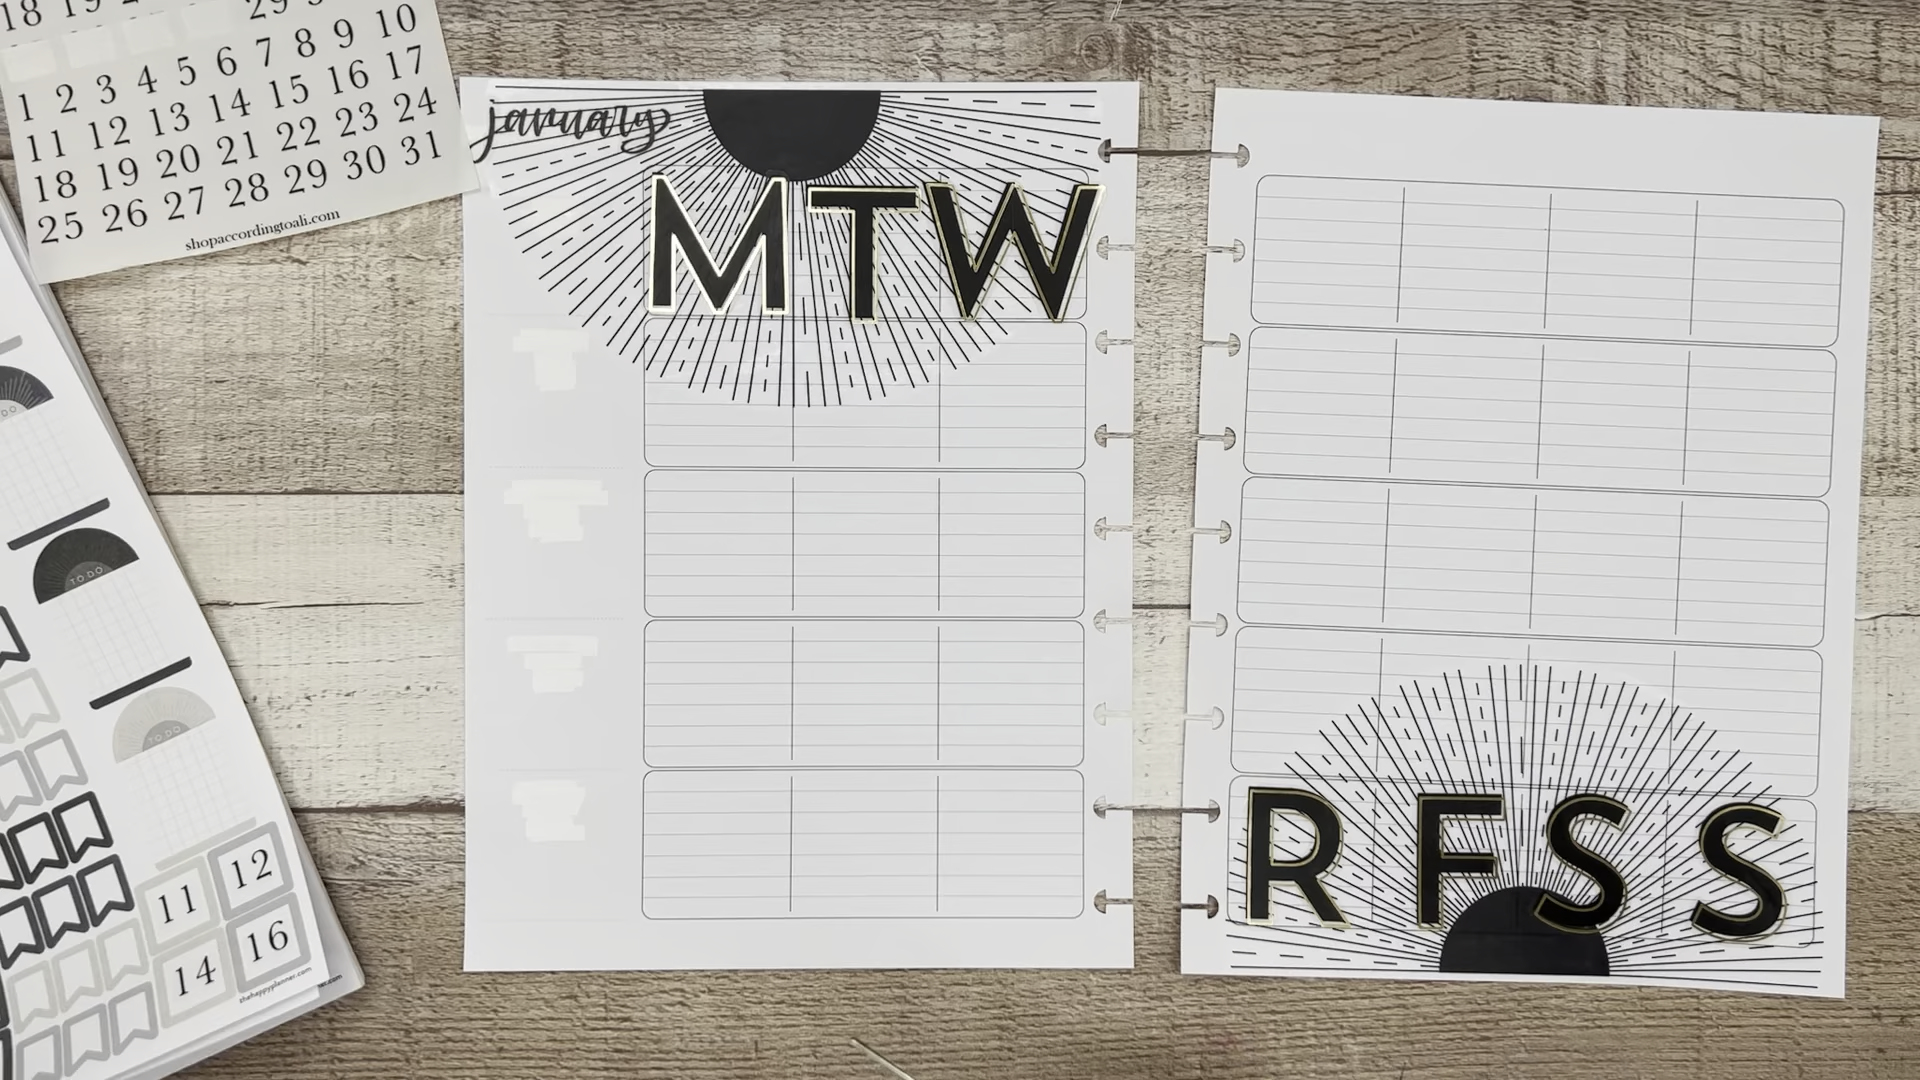 18 19
29
1 2 3 4 5 6 7 8 9 10
11 12 13 14 15 16 17
18 19 20 21 22 23 24
25 26 27 28 29 30 31
shopaccordingtoali.com
january
M T W
R F S S
TO DO
TO DO
11 12
14 16
thehappyplanner.com